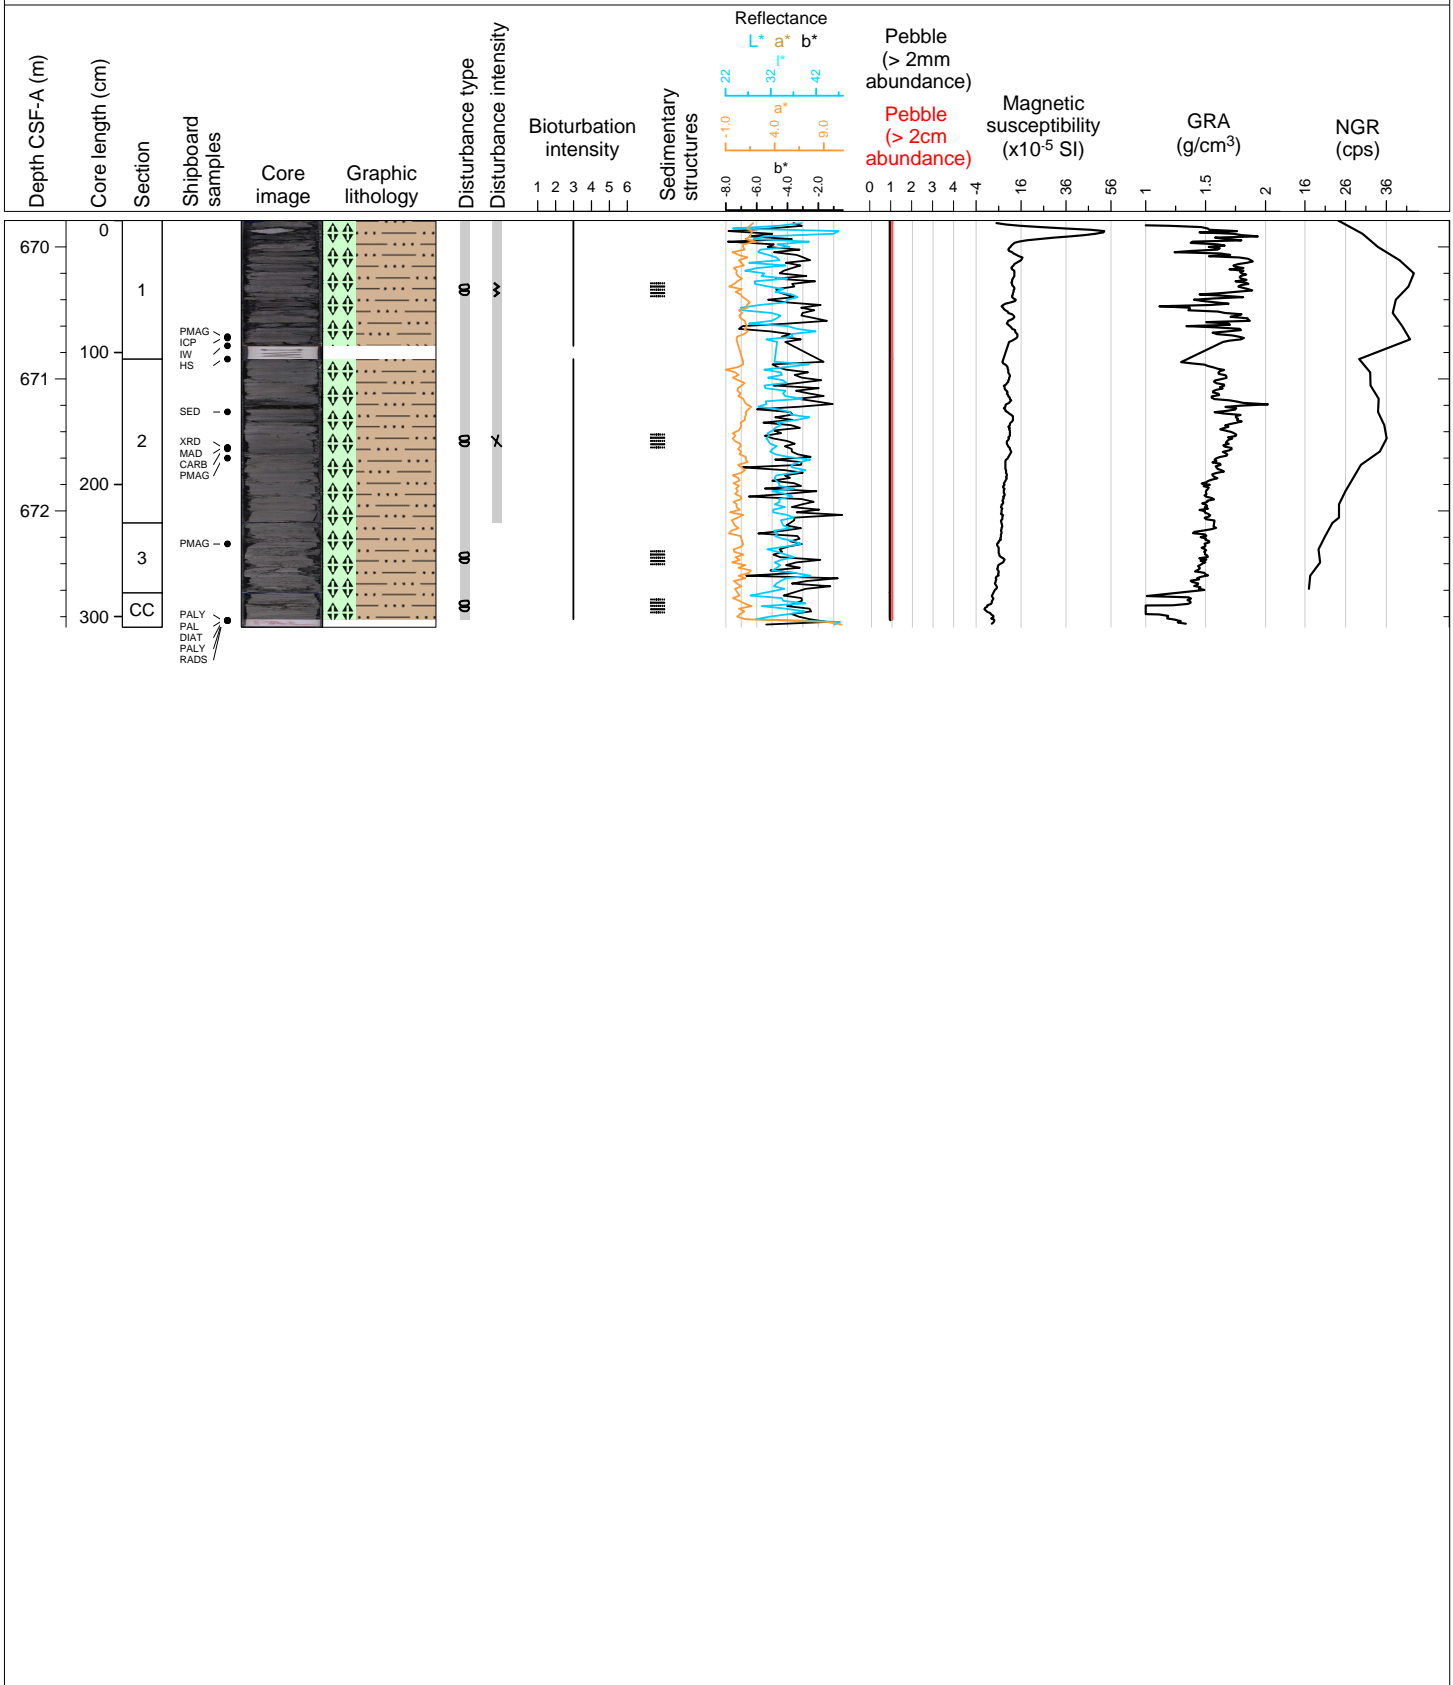 Depth CSF-A (m)
Core length (cm)
Section
Shipboard
samples
Core
image
Graphic
lithology
Disturbance type
Disturbance intensity
Bioturbation
intensity
1 2 3 4 5 6
Sedimentary
structures
Reflectance
L* a* b*
l*
22 32 42
a*
-1.0 4.0 9.0
b*
-8.0 -6.0 -4.0 -2.0
Pebble
(> 2mm
abundance)
Pebble
(> 2cm
abundance)
0 1 2 3 4
Magnetic
susceptibility
(x10-5 SI)
-4 16 36 56
GRA
(g/cm3)
1 1.5 2
NGR
(cps)
16 26 36
670
671
672
0
100
200
300
1
2
3
CC
PMAG
ICP
IW
HS
SED
XRD
MAD
CARB
PMAG
PMAG
PALY
PAL
DIAT
PALY
RADS